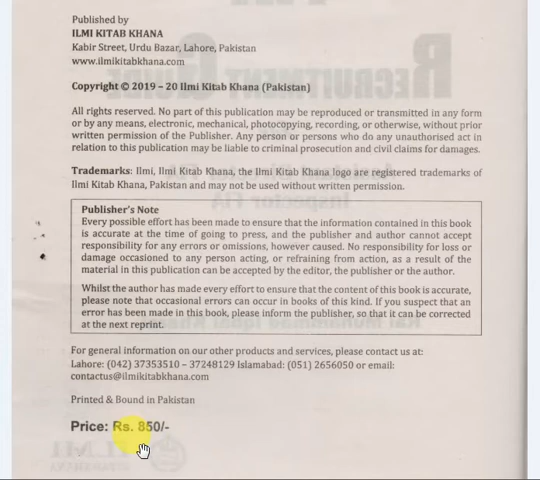 Published by
ILMI KITAB KHANA
Kabir Street, Urdu Bazar, Lahore, Pakistan
www.ilmikitabkhana.com
Copyright © 2019 – 20 Ilmi Kitab Khana (Pakistan)
All rights reserved. No part of this publication may be reproduced or transmitted in any form
or by any means, electronic, mechanical, photocopying, recording, or otherwise, without prior
written permission of the Publisher. Any person or persons who do any unauthorised act in
relation to this publication may be liable to criminal prosecution and civil claims for damages.
Trademarks: Ilmi, Ilmi Kitab Khana, the Ilmi Kitab Khana logo are registered trademarks of
Ilmi Kitab Khana, Pakistan and may not be used without written permission.
Publisher's Note
Every possible effort has been made to ensure that the information contained in this book
is accurate at the time of going to press, and the publisher and author cannot accept
responsibility for any errors or omissions, however caused. No responsibility for loss or
damage occasioned to any person acting, or refraining from action, as a result of the
material in this publication can be accepted by the editor, the publisher or the author.
Whilst the author has made every effort to ensure that the content of this book is accurate,
please note that occasional errors can occur in books of this kind. If you suspect that an
error has been made in this book, please inform the publisher, so that it can be corrected
at the next reprint.
For general information on our other products and services, please contact us at:
Lahore: (042) 37353510 – 37248129 Islamabad: (051) 2656050 or email:
contactus@ilmikitabkhana.com
Printed & Bound in Pakistan
Price: Rs. 850/-